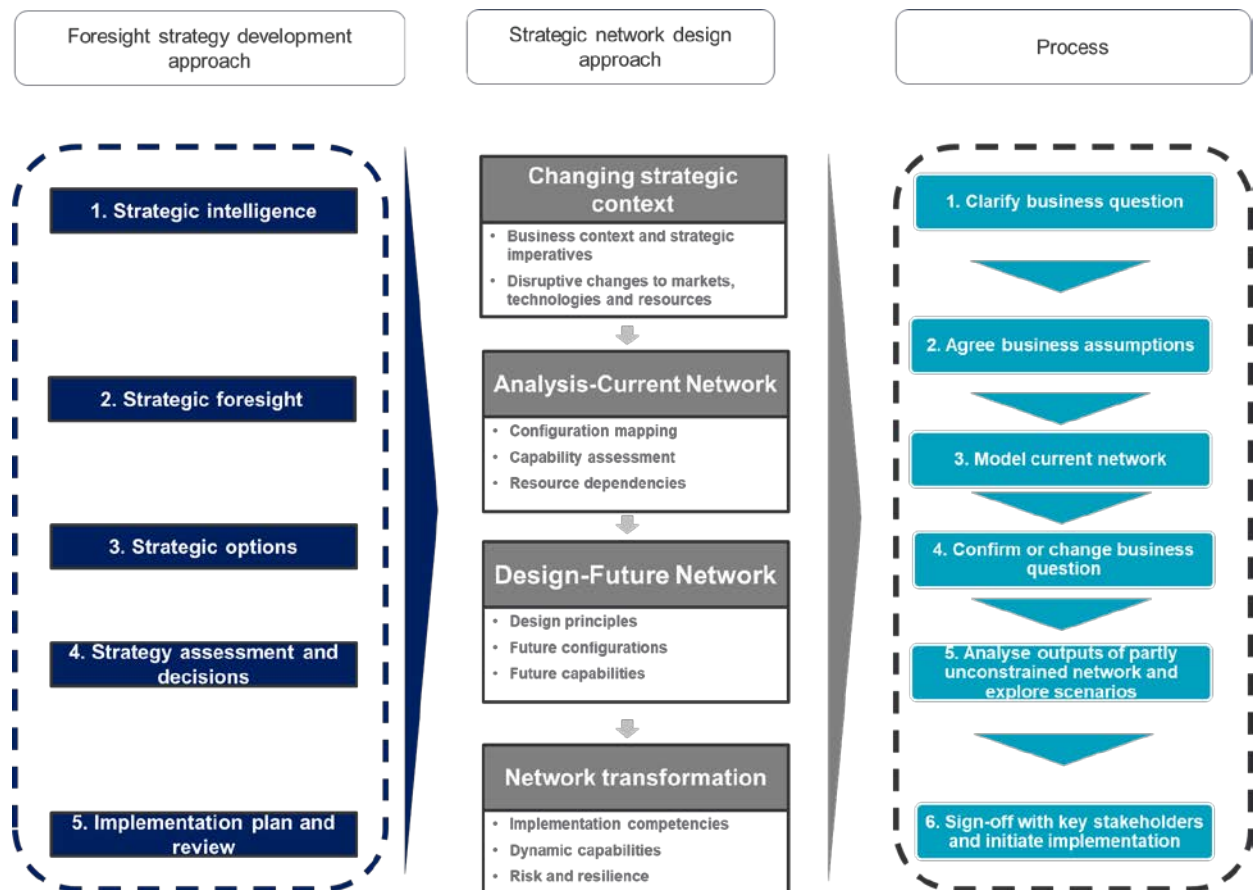 Foresight strategy development
approach
Strategic network design
approach
Process
1. Strategic intelligence
2. Strategic foresight
3. Strategic options
4. Strategy assessment and
decisions
5. Implementation plan and
review
Changing strategic
context
• Business context and strategic
imperatives
• Disruptive changes to markets,
technologies and resources
Analysis-Current Network
• Configuration mapping
• Capability assessment
• Resource dependencies
Design-Future Network
• Design principles
• Future configurations
• Future capabilities
Network transformation
• Implementation competencies
• Dynamic capabilities
• Risk and resilience
1. Clarify business question
2. Agree business assumptions
3. Model current network
4. Confirm or change business
question
5. Analyse outputs of partly
unconstrained network and
explore scenarios
6. Sign-off with key stakeholders
and initiate implementation